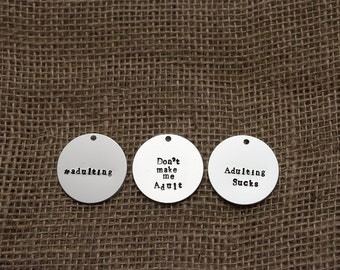 #adulting
Don't
make
me
Adult
Adulting
Sucks